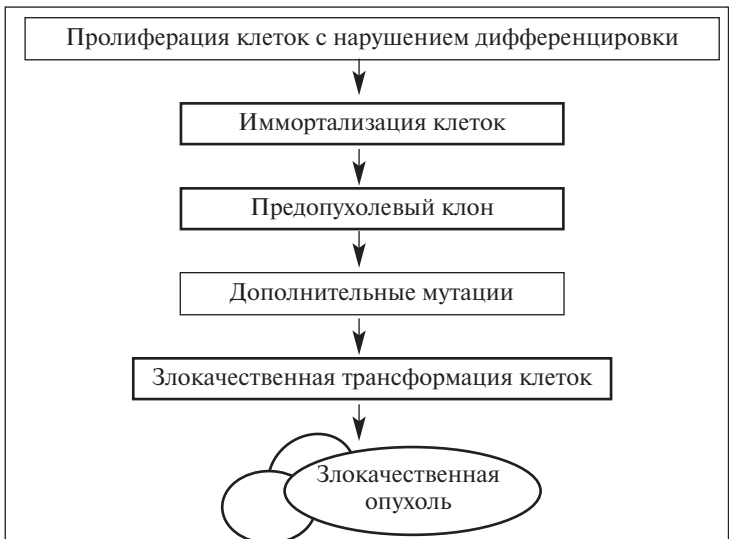 Пролиферация клеток с нарушением дифференцировки
Иммортализация клеток
Предопухолевый клон
Дополнительные мутации
Злокачественная трансформация клеток
Злокачественная
опухоль